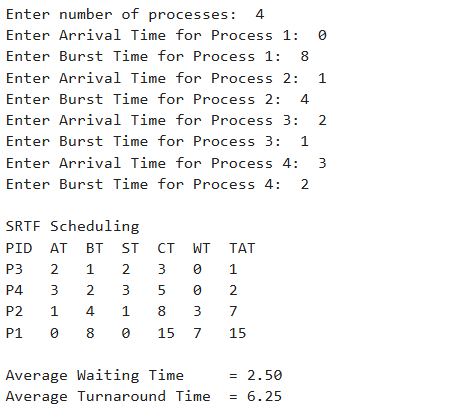 Enter number of processes:  4
Enter Arrival Time for Process 1:  0
Enter Burst Time for Process 1:  8
Enter Arrival Time for Process 2:  1
Enter Burst Time for Process 2:  4
Enter Arrival Time for Process 3:  2
Enter Burst Time for Process 3:  1
Enter Arrival Time for Process 4:  3
Enter Burst Time for Process 4:  2
SRTF Scheduling
PID  AT  BT  ST  CT  WT  TAT
P3   2   1   2   3   0   1
P4   3   2   3   5   0   2
P2   1   4   1   8   3   7
P1   0   8   0   15  7   15
Average Waiting Time     = 2.50
Average Turnaround Time  = 6.25